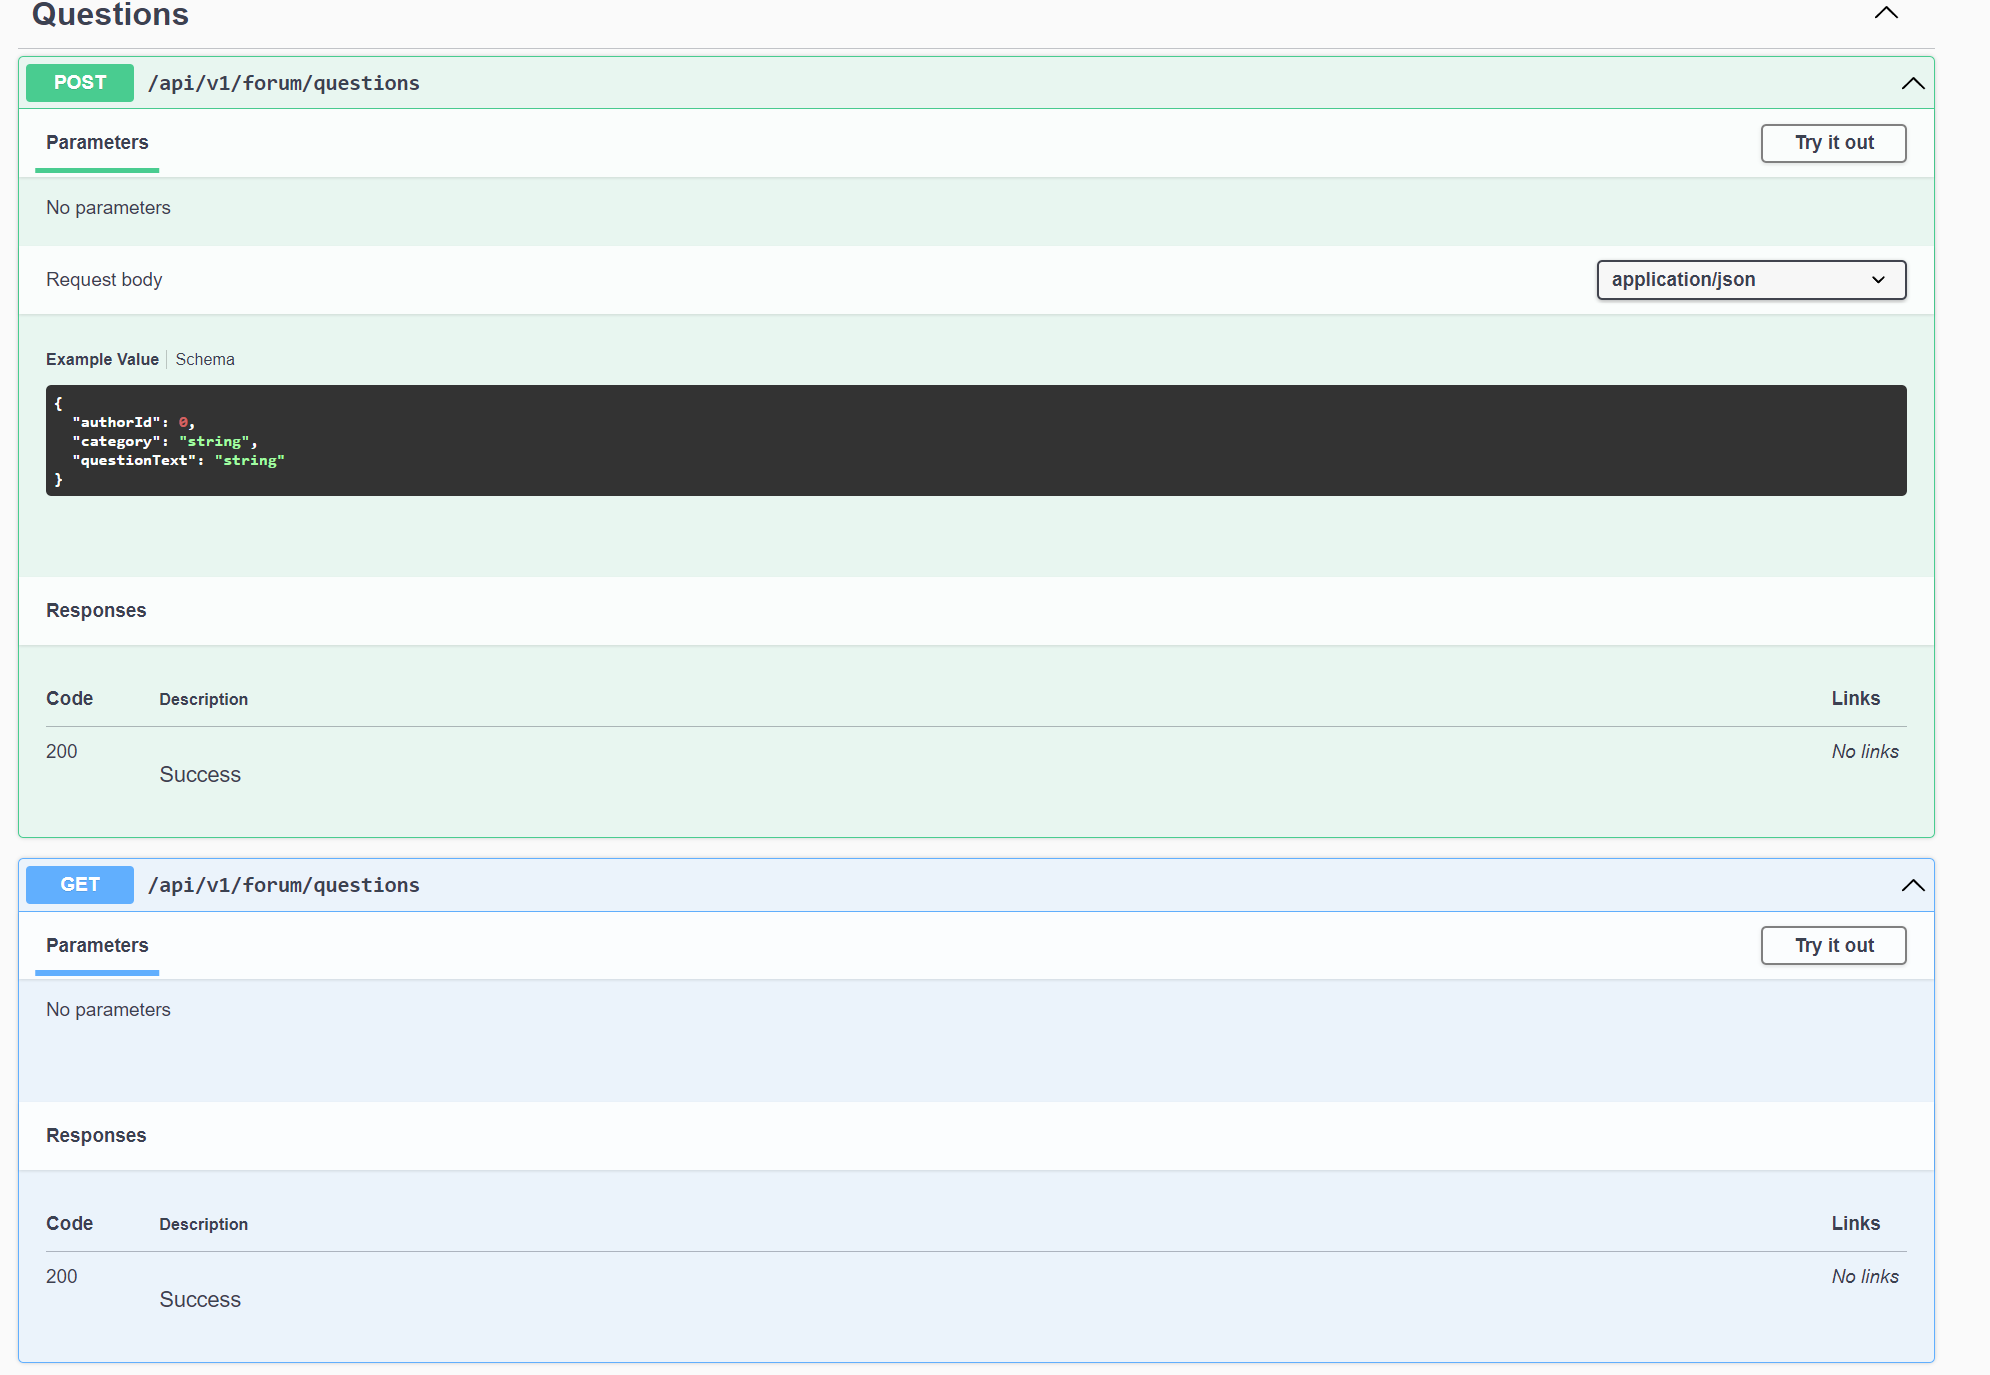 Questions
POST /api/v1/forum/questions
Parameters Try it out
No parameters
Request body application/json
Example Value Schema
{
"authorId": 0,
"category": "string",
"questionText": "string"
}
Responses
Code Description Links
200 No links
Success
GET /api/v1/forum/questions
Parameters Try it out
No parameters
Responses
Code Description Links
200 No links
Success